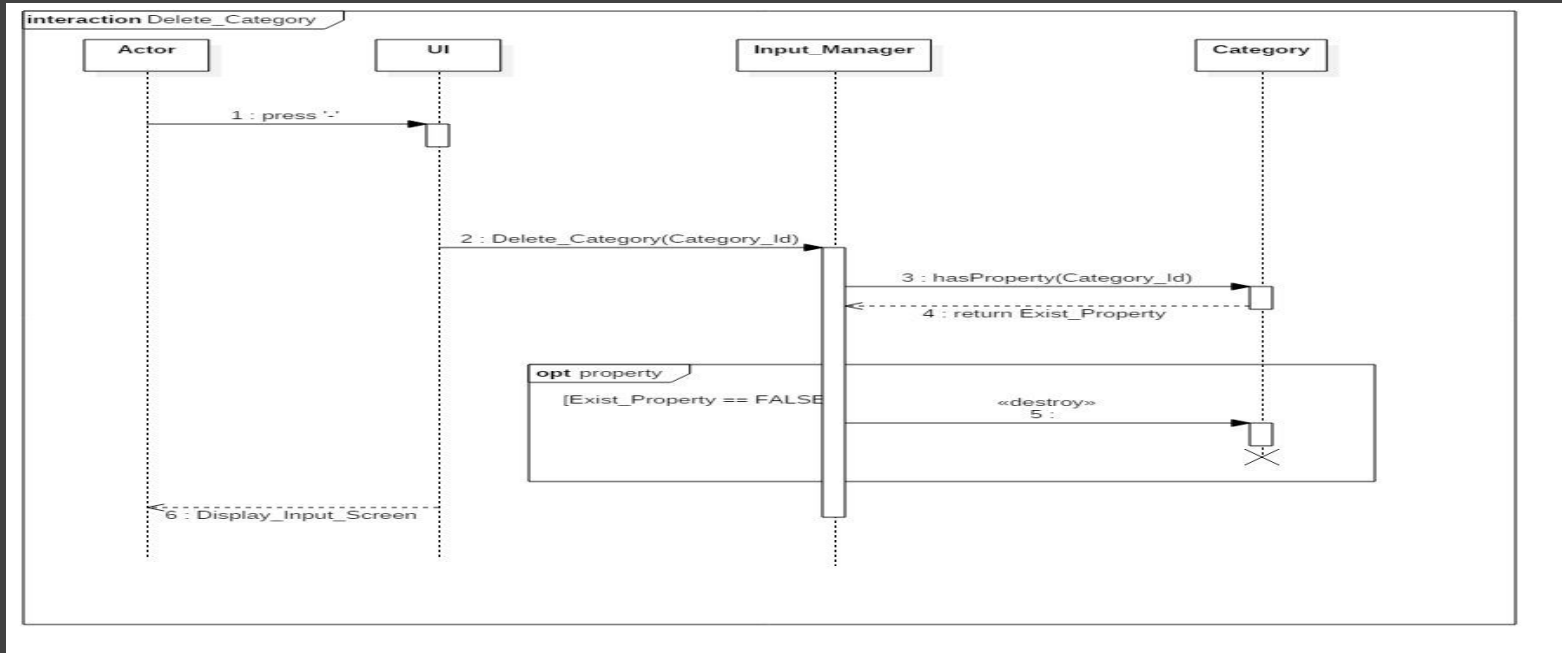 interaction Delete_Category
Actor
UI
Input_Manager
Category
1 : press '-'
2 : Delete_Category(Category_Id)
3 : hasProperty(Category_Id)
4 : return Exist_Property
opt property
[Exist_Property == FALSE
«destroy»
5 :
6 : Display_Input_Screen